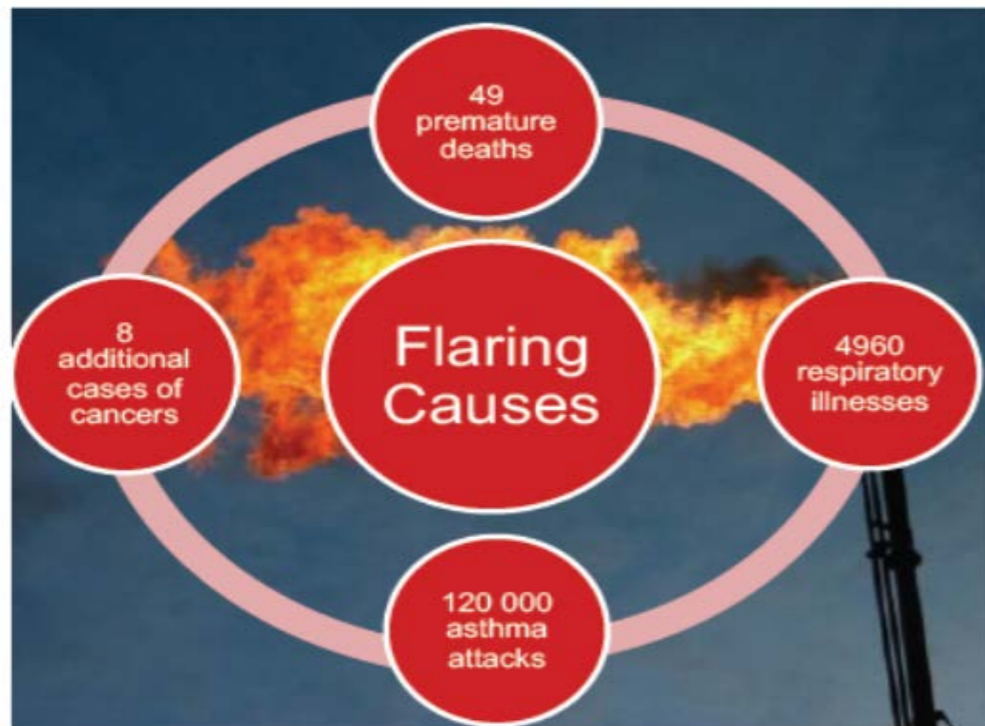 49
premature
deaths
8
additional
cases of
cancers
Flaring
Causes
4960
respiratory
illnesses
120 000
asthma
attacks